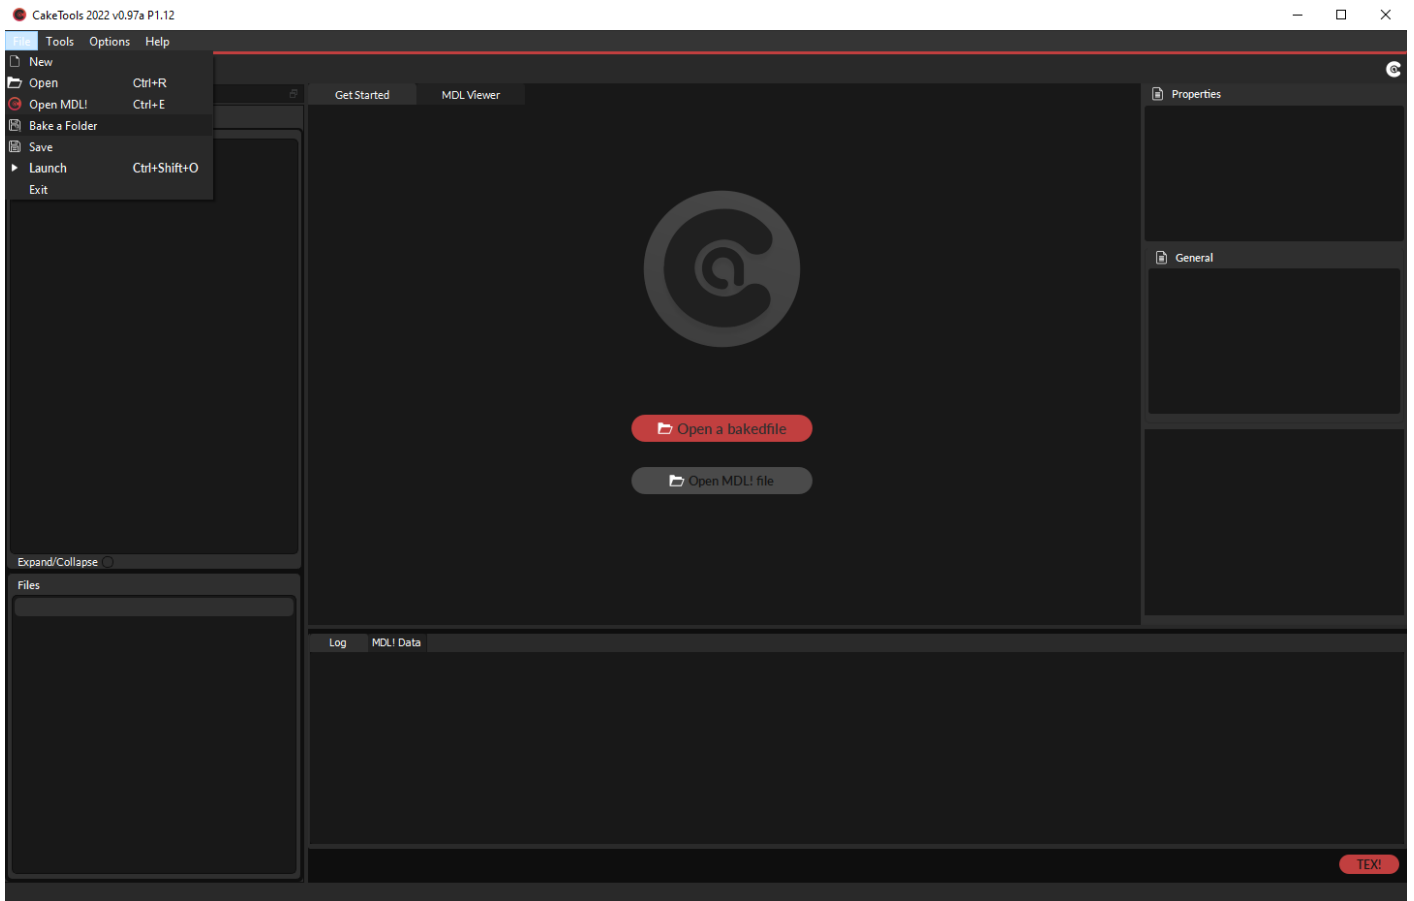 CakeTools 2022 v0.97a P1.12
File Tools Options Help
New
Open Ctrl+R
Open MDL! Ctrl+E
Bake a Folder
Save
Launch Ctrl+Shift+O
Exit
Get Started MDL Viewer
Properties
General
Open a bakedfile
Open MDL! file
Expand/Collapse
Files
Log MDL! Data
TEX!